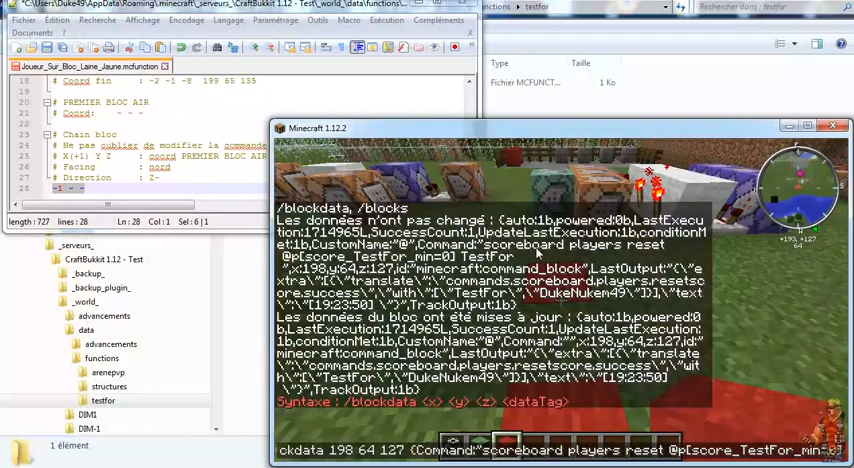 *C:\Users\Duke49\AppData\Roaming\minecraft\_serveurs_\CraftBukkit 1.12 - Test\_world_\data\functions\
Fichier Édition Recherche Affichage Encodage Langage Paramétrage Outils Macro Exécution Compléments
Documents ?
Joueur_Sur_Bloc_Laine_Jaune.mcfunction
18 # Coord fin : ~2 ~1 ~8 199 65 135
19
20 # PREMIER BLOC AIR
21 # Coord: - - -
22
23 # Chain bloc
24 # Ne pas oublier de modifier la commande
25 # X(+1) Y Z : coord PREMIER BLOC AIR
26 # Facing : nord
27 # Direction : Z-
28 ~1 ~ ~
length : 727 lines : 28 Ln : 28 Sel : 6 | 1
functions testfor
Rechercher dans : testfor
Type Taille
Fichier MCFUNCT... 1 Ko
_serveurs_
CraftBukkit 1.12 - Test
_backup_
_backup_plugin_
_world_
advancements
data
advancements
functions
arenepvp
structures
testfor
DIM1
DIM-1
1 élément
Minecraft 1.12.2
/blockdata, /blocks
Les données n'ont pas changé : {auto:1b,powered:0b,LastExecu
tion:1714965L,SuccessCount:1,UpdateLastExecution:1b,conditionM
et:1b,CustomName:"@",Command:"scoreboard players reset
@p[score_TestFor_min=0] TestFor
",x:198,y:64,z:127,id:"minecraft:command_block",LastOutput:"{\"e
xtra\":[{\"translate\":\"commands.scoreboard.players.resetsc
ore.success\",\"with\":[\"TestFor\",\"DukeNukem49\"]}],\"text
\":\"[19:23:50] \"}",TrackOutput:1b}
Les données du bloc ont été mises à jour : {auto:1b,powered:0
b,LastExecution:1714965L,SuccessCount:1,UpdateLastExecution:
1b,conditionMet:1b,CustomName:"@",Command:"",x:198,y:64,z:127,id:"
minecraft:command_block",LastOutput:"{\"extra\":[{\"translate
\":\"commands.scoreboard.players.resetscore.success\",\"wit
h\":[\"TestFor\",\"DukeNukem49\"]}],\"text\":\"[19:23:50]
\"}",TrackOutput:1b}
Syntaxe : /blockdata <x> <y> <z> <dataTag>
ckdata 198 64 127 {Command:"scoreboard players reset @p[score_TestFor_min=0]
+193, +127
64